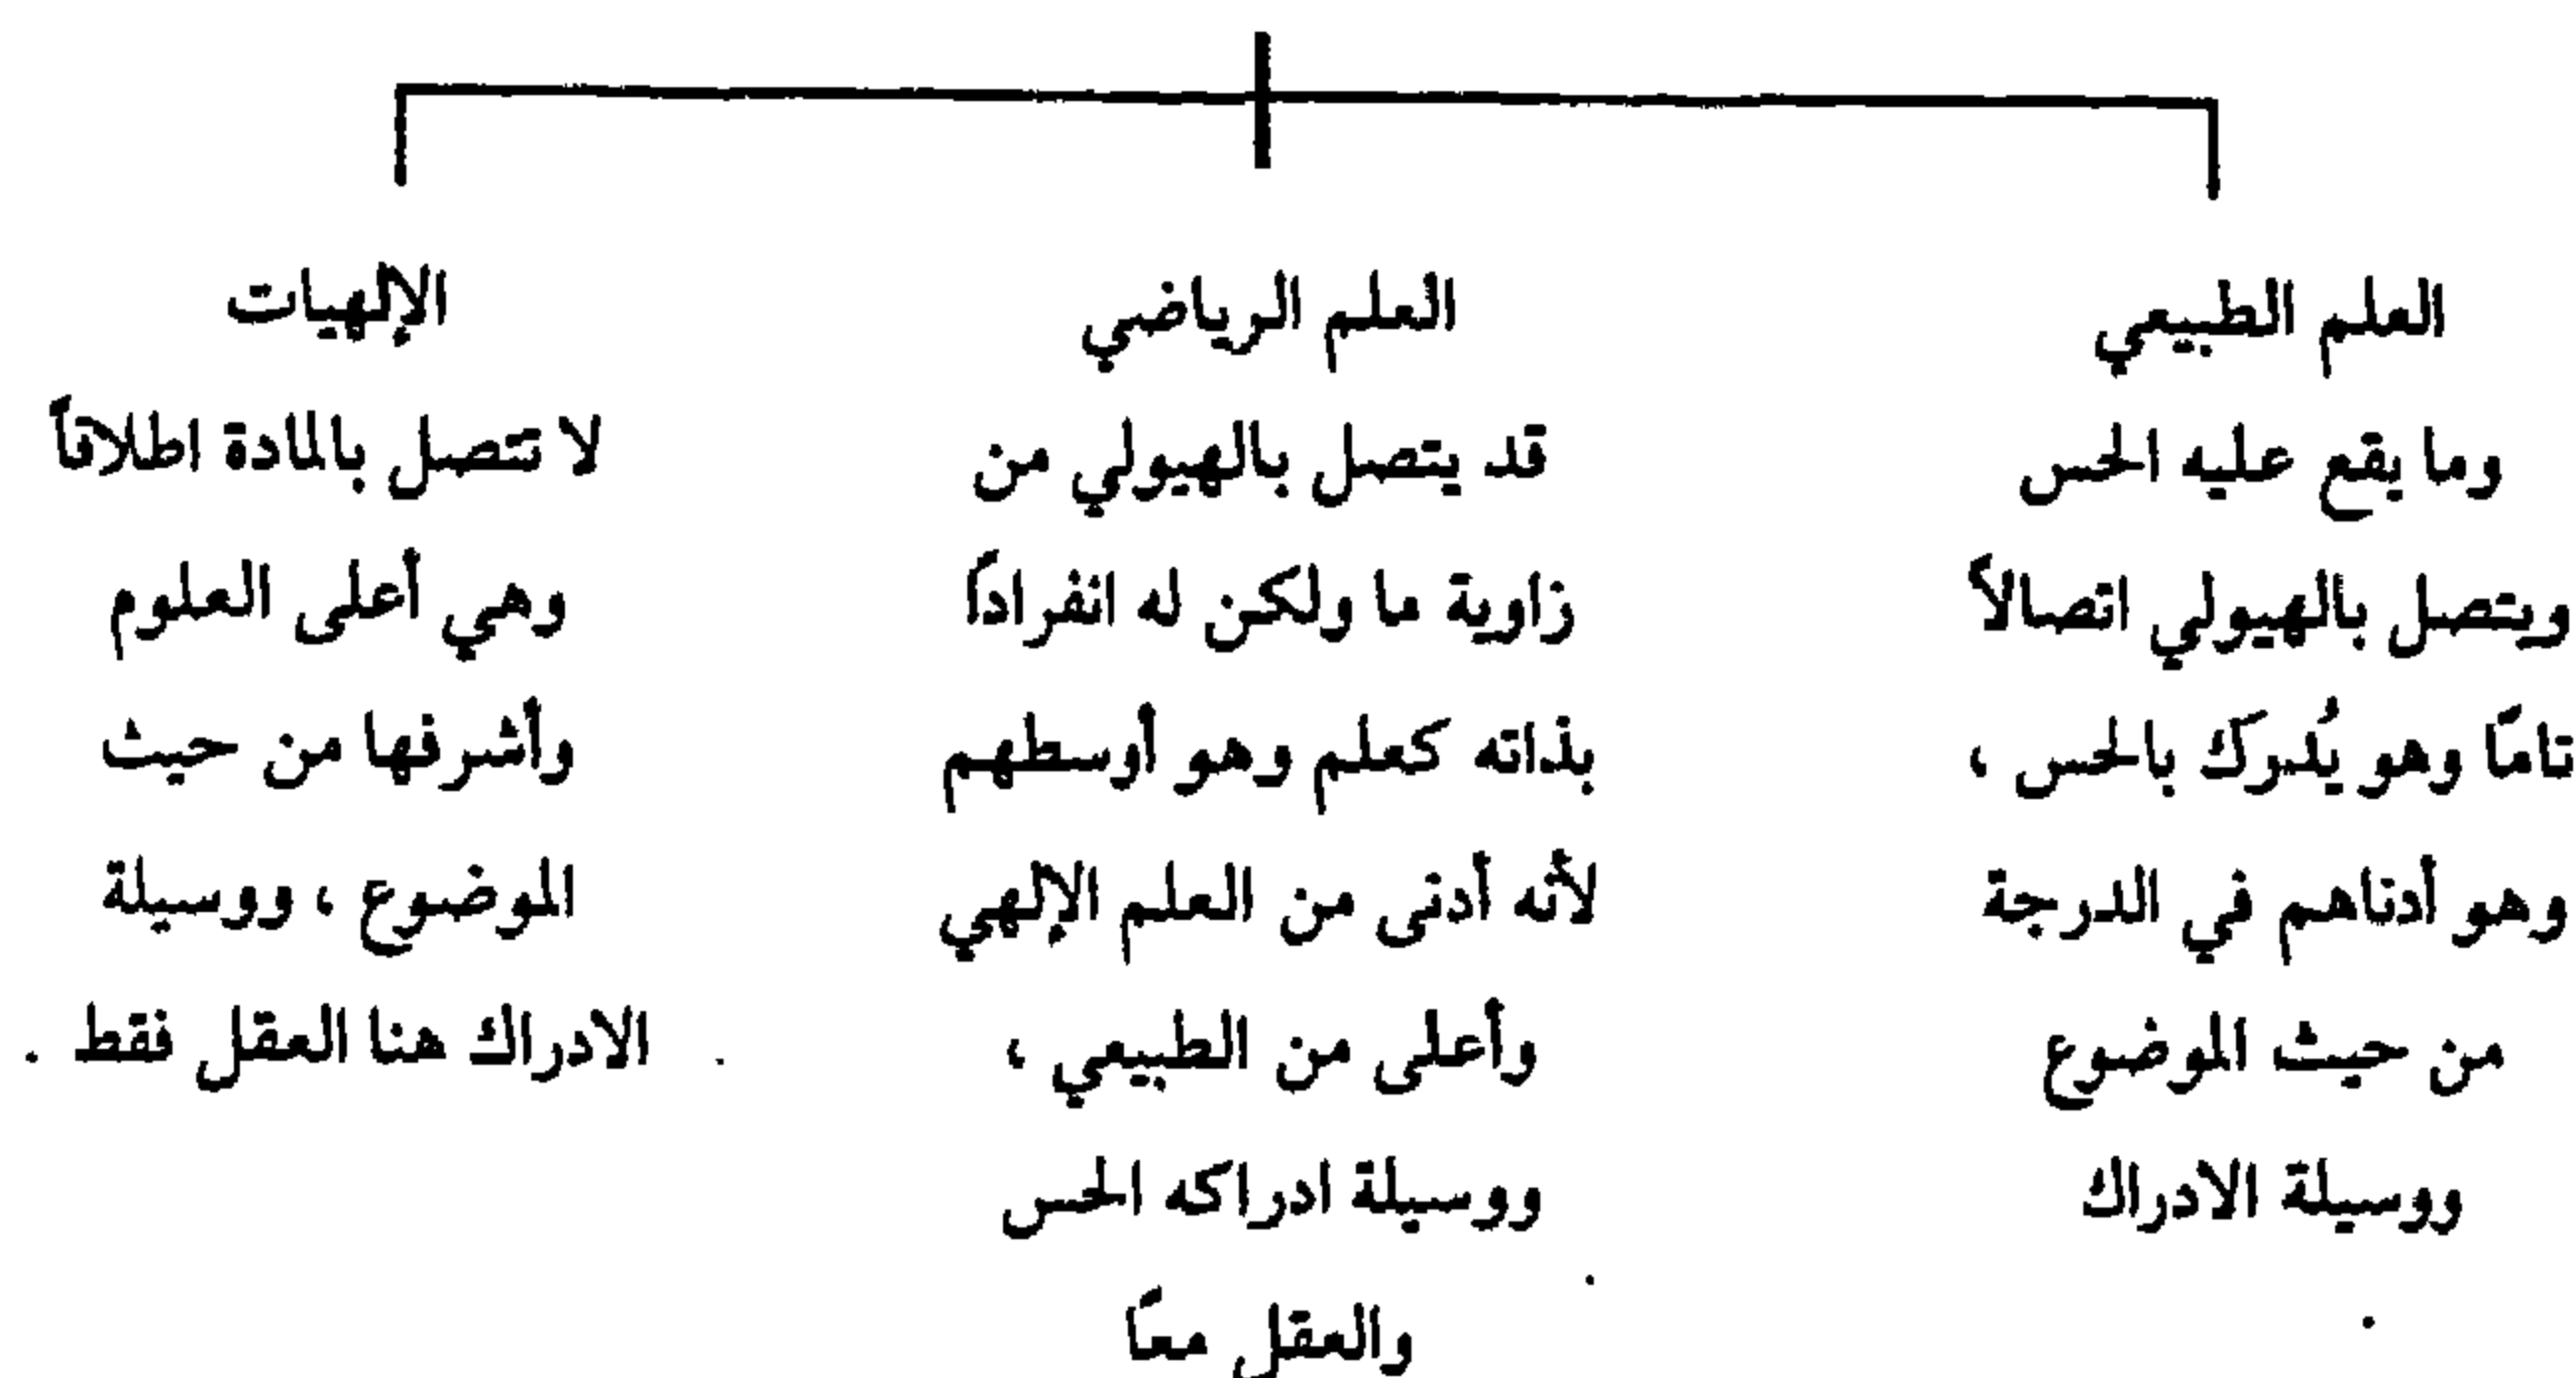 العلم الطبيعي
وما يقع عليه الحس
ويتصل بالهيولي اتصالاً
تامًا وهو يُدرك بالحس ،
وهو أدناهم في الدرجة
من حيث الموضوع
ووسيلة الادراك
.
العلم الرياضي
قد يتصل بالهيولي من
زاوية ما ولكن له انفرادًا
بذاته كعلم وهو أوسطهم
لأنه أدنى من العلم الإلهي
وأعلى من الطبيعي ،
ووسيلة ادراكه الحس
والعقل معًا
الإلهيات
لا تتصل بالمادة اطلاقاً
وهي أعلى العلوم
وأشرفها من حيث
الموضوع ، ووسيلة
الادراك هنا العقل فقط .